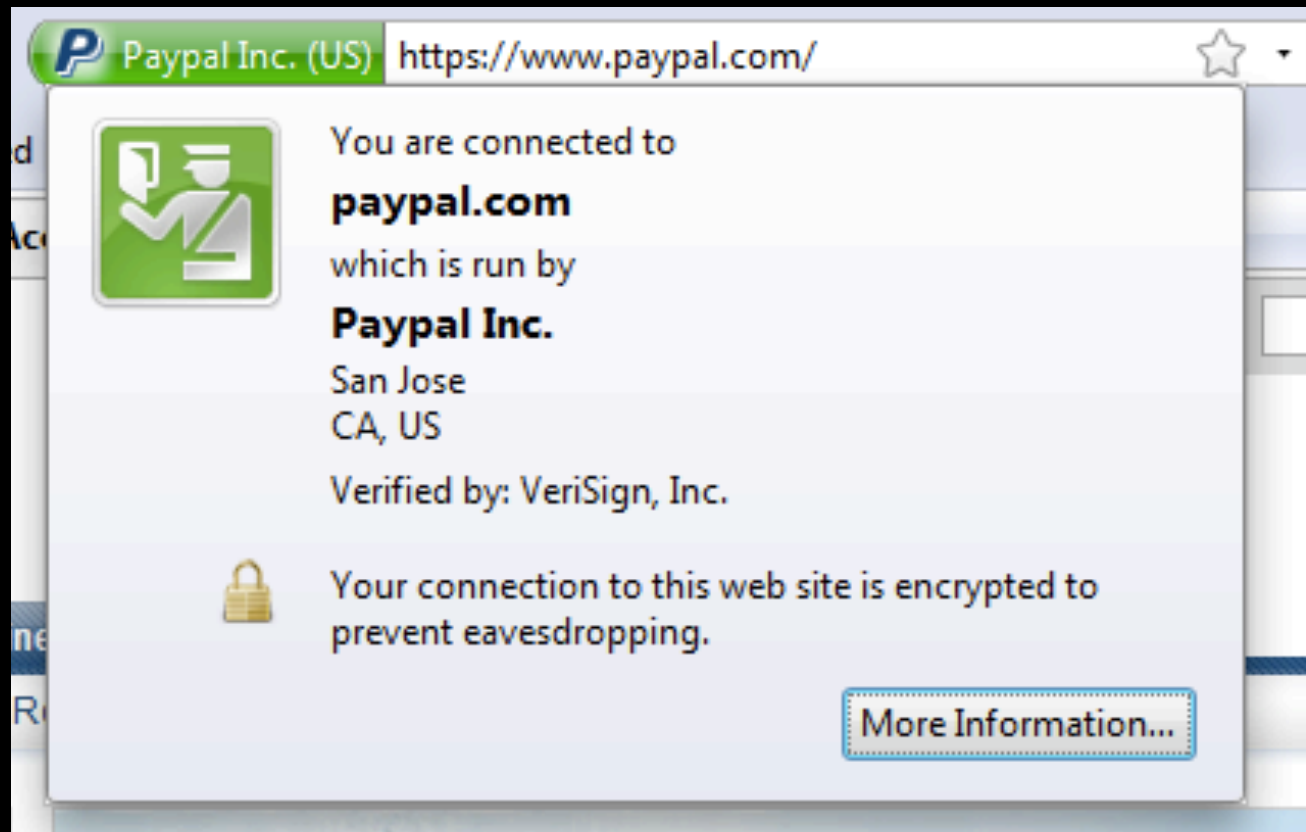 Paypal Inc. (US) https://www.paypal.com/
You are connected to
paypal.com
which is run by
Paypal Inc.
San Jose
CA, US
Verified by: VeriSign, Inc.
Your connection to this web site is encrypted to
prevent eavesdropping.
More Information...